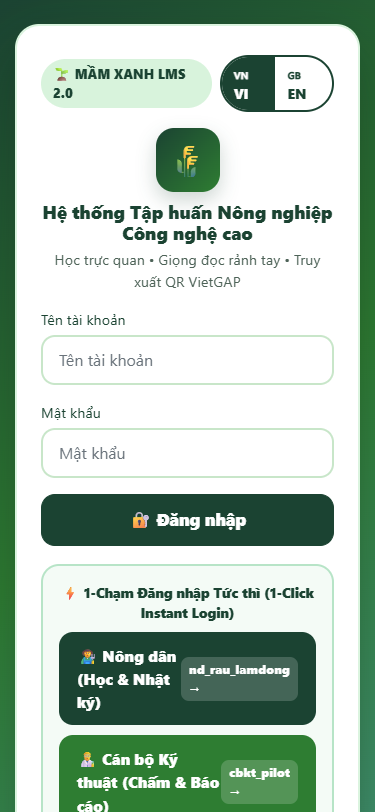 🌱 MẦM XANH LMS
2.0
VN
VI
GB
EN
Hệ thống Tập huấn Nông nghiệp
Công nghệ cao
Học trực quan • Giọng đọc rảnh tay • Truy
xuất QR VietGAP
Tên tài khoản
Tên tài khoản
Mật khẩu
Mật khẩu
🔐 Đăng nhập
⚡ 1-Chạm Đăng nhập Tức thì (1-Click
Instant Login)
👨‍🌾 Nông dân
(Học & Nhật
ký)
nd_rau_lamdong
→
👩‍🔬 Cán bộ Kỹ
thuật (Chấm & Báo
cáo)
cbkt_pilot
→